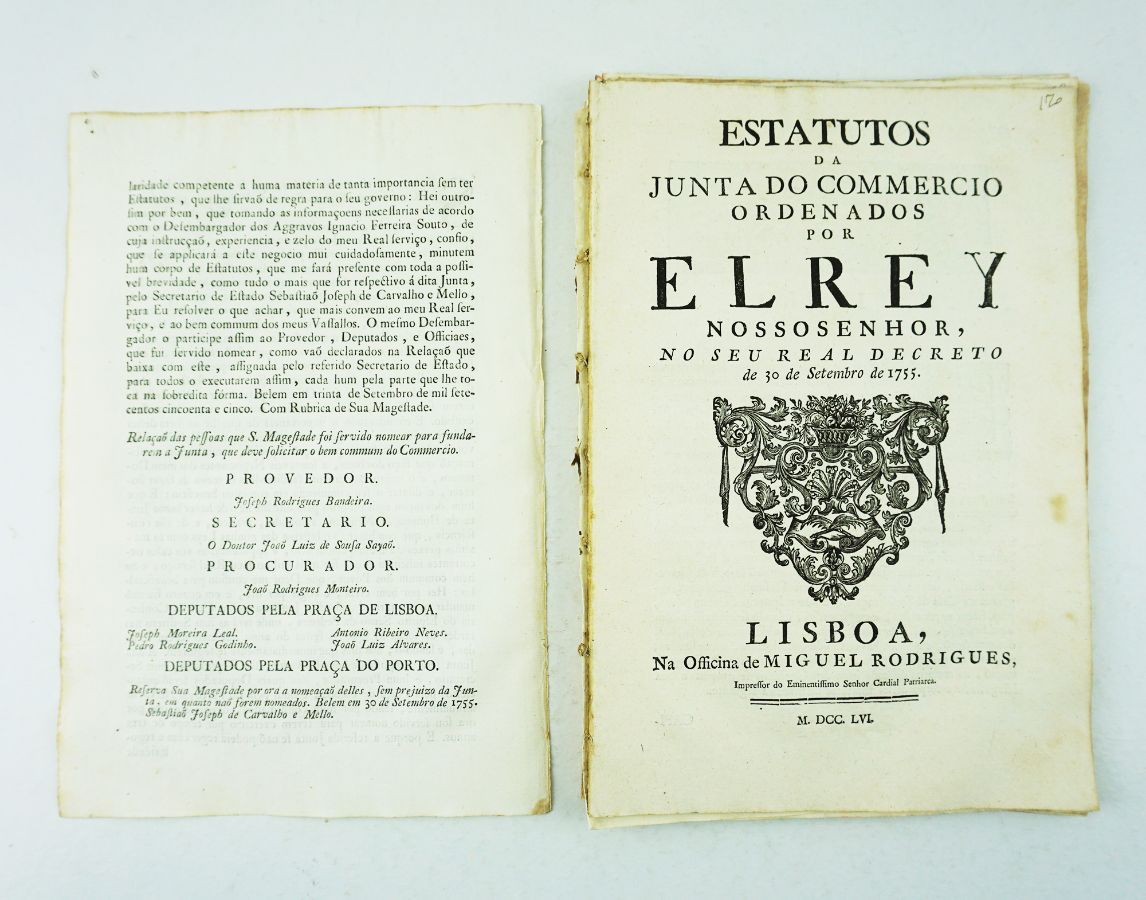 laridade competente a huma materia de tanta importancia ſem ter
Eſtatutos , que lhe ſirvaõ de regra para o ſeu governo : Hei outro-
ſim por bem , que tomando as informaçoens neceſſarias de acordo
com o Deſembargador dos Aggravos Ignacio Ferreira Souto , de
cuja inſtrucçaõ , experiencia , e zelo do meu Real ſerviço , confio ,
que ſe applicará a eſte negocio mui cuidadoſamente , minutem
hum corpo de Eſtatutos , que me fará preſente com toda a poſſi-
vel brevidade , como tudo o mais que for reſpectivo á dita Junta ,
pelo Secretario de Eſtado Sebaſtiaõ Joſeph de Carvalho e Mello ,
para Eu reſolver o que achar , que mais convem ao meu Real ſer-
viço , e ao bem commum dos meus Vaſſallos. O meſmo Deſembar-
gador o participe aſſim ao Provedor , Deputados , e Officiaes ,
que fui ſervido nomear , como vaõ declarados na Relaçaõ que
baixa com eſte , aſſignada pelo referido Secretario de Eſtado ,
para todos o executarem aſſim , cada hum pela parte que lhe to-
ca na ſobredita fórma. Belem em trinta de Setembro de mil ſete-
centos cincoenta e cinco. Com Rubrica de Sua Mageſtade.
Relaçaõ das peſſoas que S. Mageſtade foi ſervido nomear para funda-
rem a Junta , que deve ſolicitar o bem commum do Commercio.
PROVEDOR.
Joſeph Rodrigues Bandeira.
SECRETARIO.
O Doutor Joaõ Luiz de Souſa Sayaõ.
PROCURADOR.
Joaõ Rodrigues Monteiro.
DEPUTADOS PELA PRAÇA DE LISBOA.
Joſeph Moreira Leal. Antonio Ribeiro Neves.
Pedro Rodrigues Godinho. Joaõ Luiz Alvares.
DEPUTADOS PELA PRAÇA DO PORTO.
Reſerva Sua Mageſtade por ora a nomeaçaõ delles , ſem prejuizo da Jun-
ta , em quanto naõ forem nomeados. Belem em 30 de Setembro de 1755.
Sebaſtiaõ Joſeph de Carvalho e Mello.
ESTATUTOS
DA
JUNTA DO COMMERCIO
ORDENADOS
POR
ELREY
NOSSO SENHOR,
NO SEU REAL DECRETO
de 30 de Setembro de 1755.
LISBOA,
Na Officina de MIGUEL RODRIGUES,
Impreſſor do Eminentiſſimo Senhor Cardial Patriarca.
M. DCC. LVI.